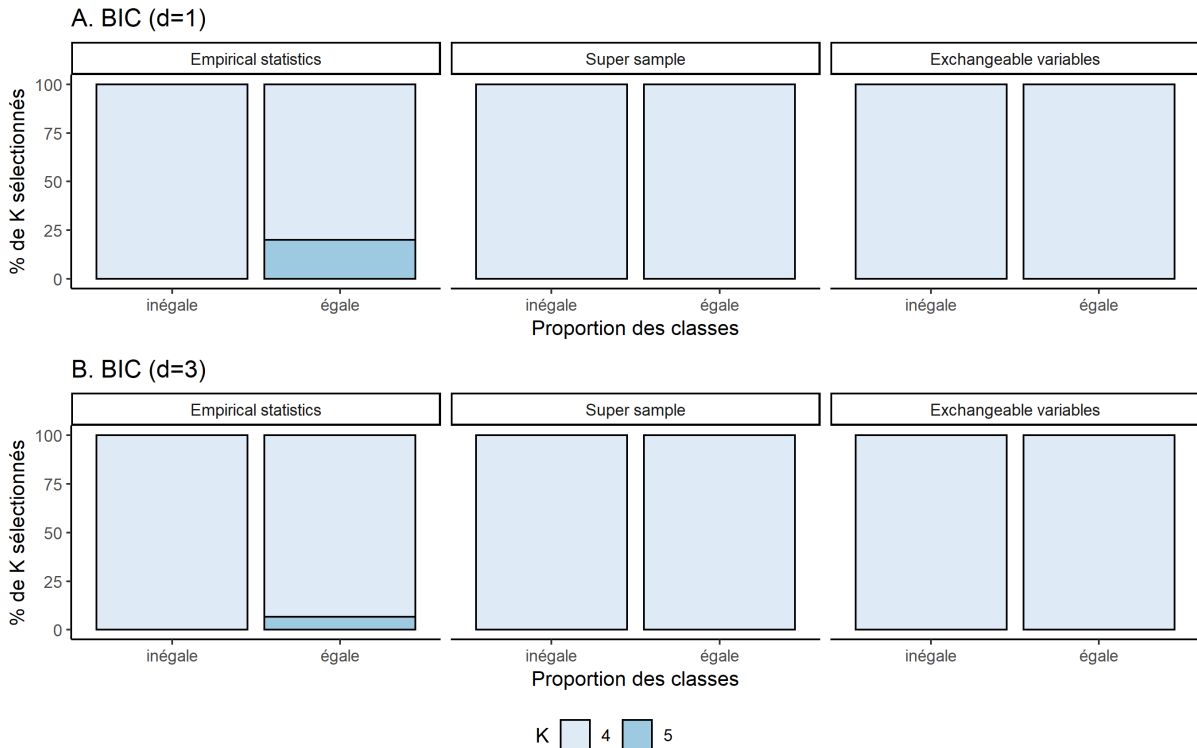 A. BIC (d=1)
Empirical statistics Super sample Exchangeable variables
% de K sélectionnés
100
75
50
25
0
inégale égale inégale égale inégale égale
Proportion des classes
B. BIC (d=3)
Empirical statistics Super sample Exchangeable variables
% de K sélectionnés
100
75
50
25
0
inégale égale inégale égale inégale égale
Proportion des classes
K 4 5